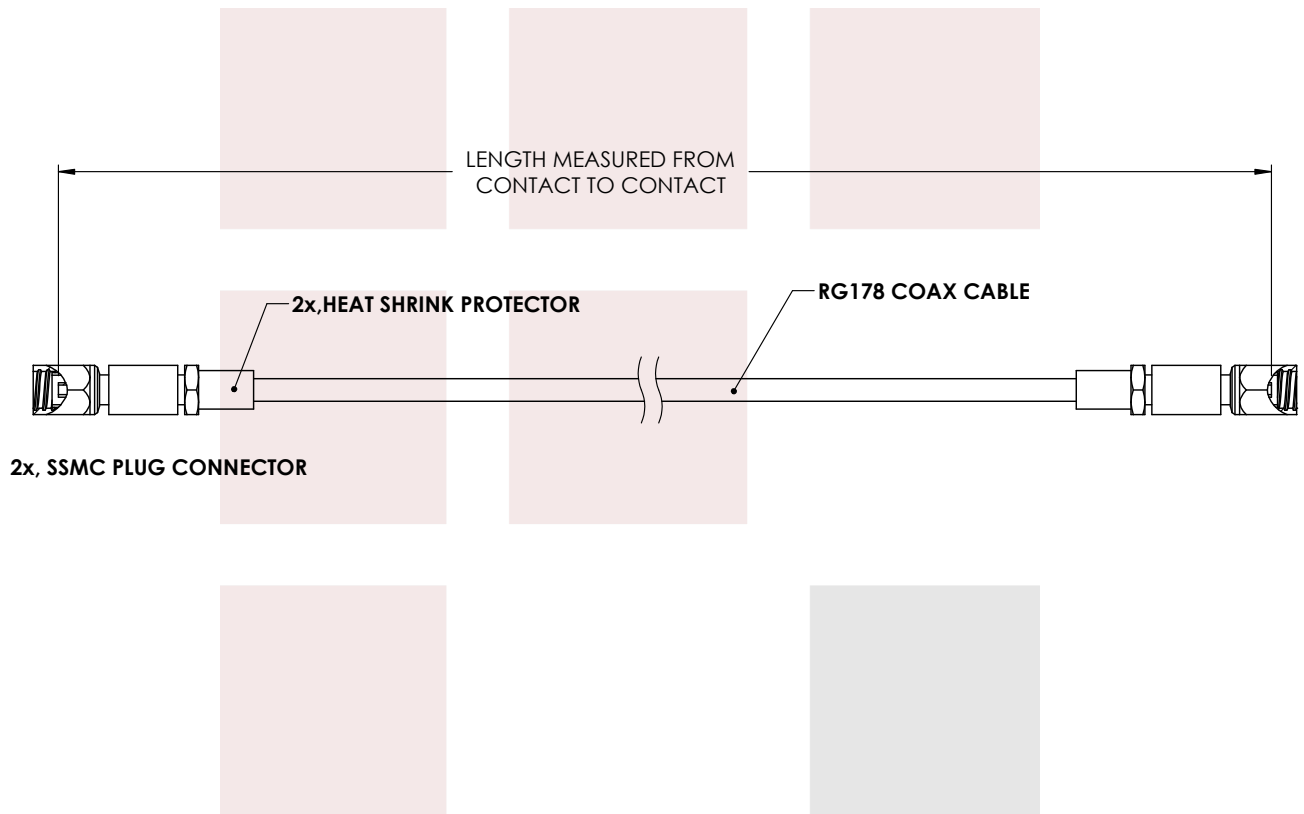 LENGTH MEASURED FROM
CONTACT TO CONTACT
2x,HEAT SHRINK PROTECTOR
RG178 COAX CABLE
2x, SSMC PLUG CONNECTOR